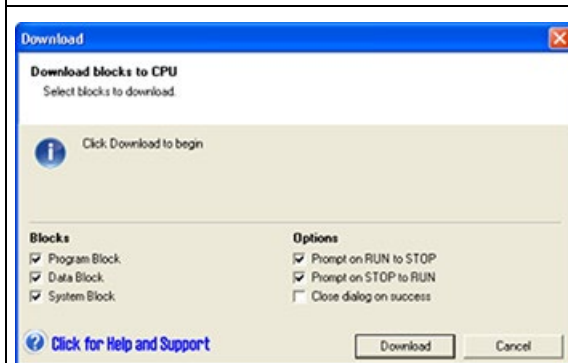 Download
Download blocks to CPU
Select blocks to download.
Click Download to begin
Blocks
Options
Program Block
Prompt on RUN to STOP
Data Block
Prompt on STOP to RUN
System Block
Close dialog on success
Click for Help and Support
Download
Cancel